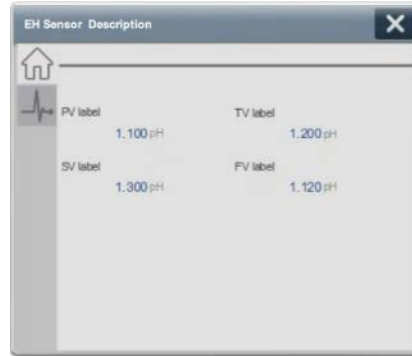 EH Sensor Description
PV label
TV label
1.100 pH
1.200 pH
SV label
FV label
1.300 pH
1.120 pH